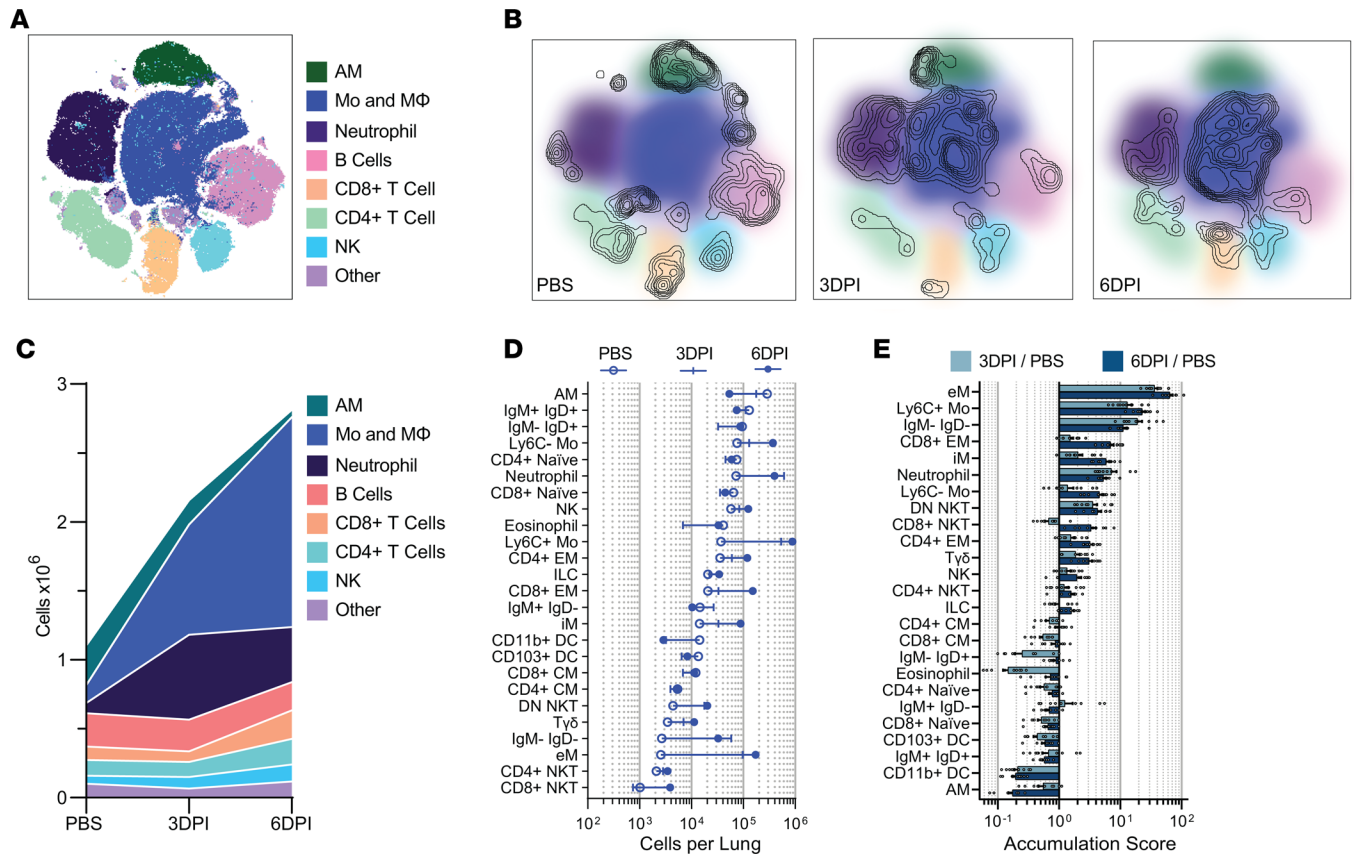 A
AM
Mo and MΦ
Neutrophil
B Cells
CD8+ T Cell
CD4+ T Cell
NK
Other
B
PBS
3DPI
6DPI
C
3
2
1
0
Cells x10⁶
PBS
3DPI
6DPI
AM
Mo and MΦ
Neutrophil
B Cells
CD8+ T Cells
CD4+ T Cells
NK
Other
D
PBS 3DPI 6DPI
AM
IgM+ IgD+
IgM- IgD+
Ly6C- Mo
CD4+ Naïve
Neutrophil
CD8+ Naïve
NK
Eosinophil
Ly6C+ Mo
CD4+ EM
ILC
CD8+ EM
IgM+ IgD-
iM
CD11b+ DC
CD103+ DC
CD8+ CM
CD4+ CM
DN NKT
Tγδ
IgM- IgD-
eM
CD4+ NKT
CD8+ NKT
10² 10³ 10⁴ 10⁵ 10⁶
Cells per Lung
E
3DPI / PBS 6DPI / PBS
eM
Ly6C+ Mo
IgM- IgD-
CD8+ EM
iM
Neutrophil
Ly6C- Mo
DN NKT
CD8+ NKT
CD4+ EM
Tγδ
NK
CD4+ NKT
ILC
CD4+ CM
CD8+ CM
IgM- IgD+
Eosinophil
CD4+ Naïve
IgM+ IgD-
CD8+ Naïve
CD103+ DC
IgM+ IgD+
CD11b+ DC
AM
10⁻¹ 10⁰ 10¹ 10²
Accumulation Score